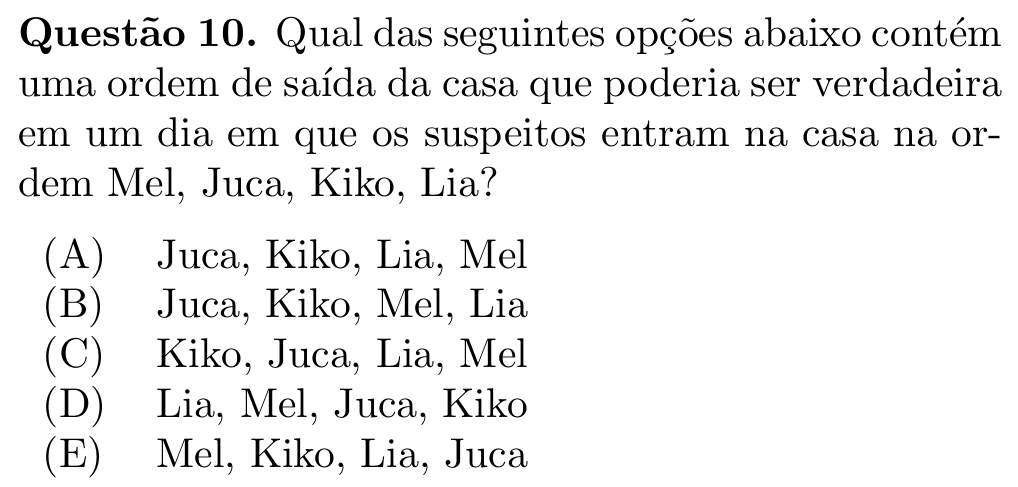 Questão 10. Qual das seguintes opções abaixo contém
uma ordem de saída da casa que poderia ser verdadeira
em um dia em que os suspeitos entram na casa na or-
dem Mel, Juca, Kiko, Lia?
(A) Juca, Kiko, Lia, Mel
(B) Juca, Kiko, Mel, Lia
(C) Kiko, Juca, Lia, Mel
(D) Lia, Mel, Juca, Kiko
(E) Mel, Kiko, Lia, Juca